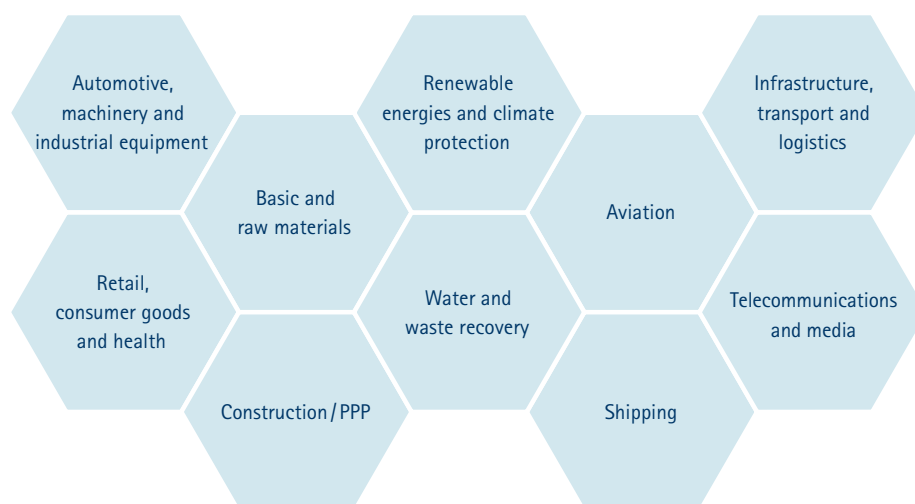 Automotive,
machinery and
industrial equipment
Renewable
energies and climate
protection
Infrastructure,
transport and
logistics
Basic and
raw materials
Aviation
Retail,
consumer goods
and health
Water and
waste recovery
Telecommunications
and media
Construction / PPP
Shipping